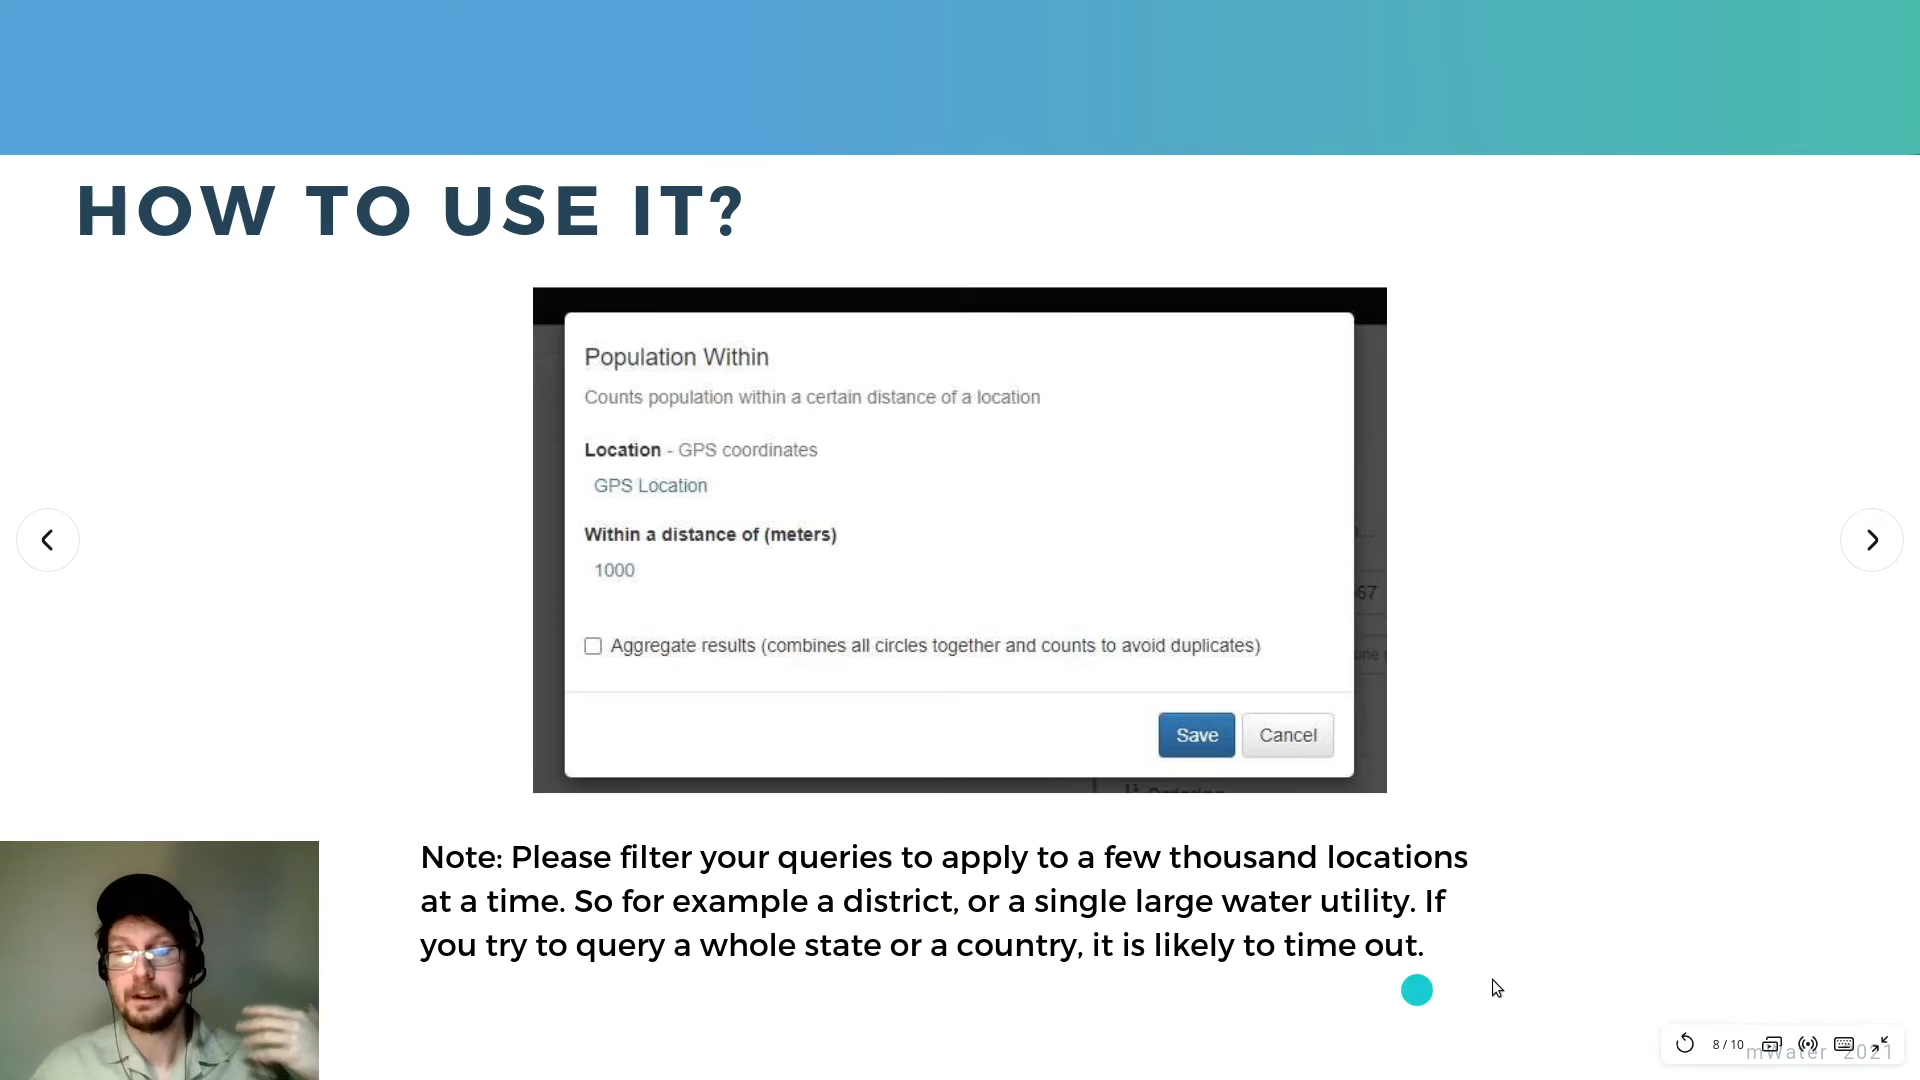 HOW TO USE IT?
Population Within
Counts population within a certain distance of a location
Location - GPS coordinates
GPS Location
Within a distance of (meters)
1000
67
Aggregate results (combines all circles together and counts to avoid duplicates)
Save Cancel
Ordering
Note: Please filter your queries to apply to a few thousand locations
at a time. So for example a district, or a single large water utility. If
you try to query a whole state or a country, it is likely to time out.
8 / 10
mWater 2021